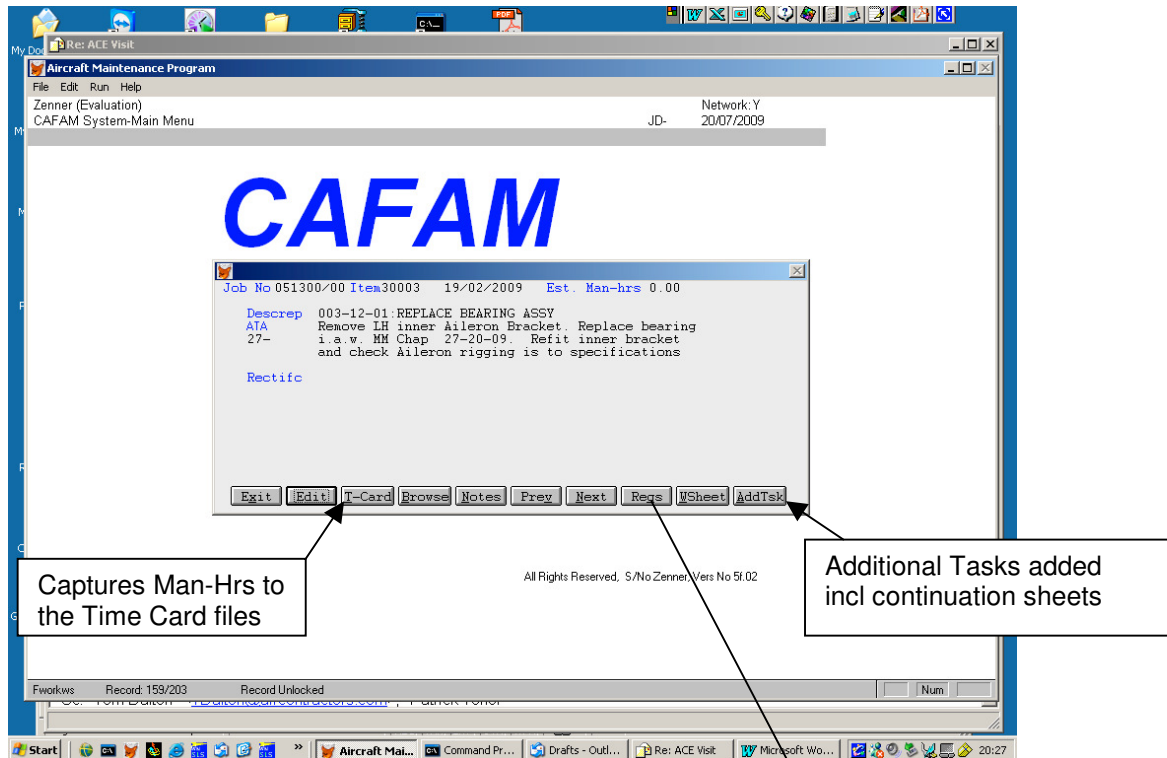 My Do
Re: ACE Visit
Aircraft Maintenance Program
File Edit Run Help
Zenner (Evaluation) Network: Y
CAFAM System-Main Menu JD- 20/07/2009
CAFAM
Job No 051300/00 Item30003 19/02/2009 Est. Man-hrs 0.00
Descrep 003-12-01:REPLACE BEARING ASSY
ATA Remove LH inner Aileron Bracket. Replace bearing
27- i.a.w. MM Chap 27-20-09. Refit inner bracket
and check Aileron rigging is to specifications
Rectifc
Exit Edit T-Card Browse Notes Prev Next Reqs WSheet AddTsk
Captures Man-Hrs to
the Time Card files
Additional Tasks added
incl continuation sheets
All Rights Reserved, S/No Zenner, Vers No 5f.02
Fworkws Record: 159/203 Record Unlocked Num
Start Aircraft Mai... Command Pr... Drafts - Outl... Re: ACE Visit Microsoft Wo... 20:27